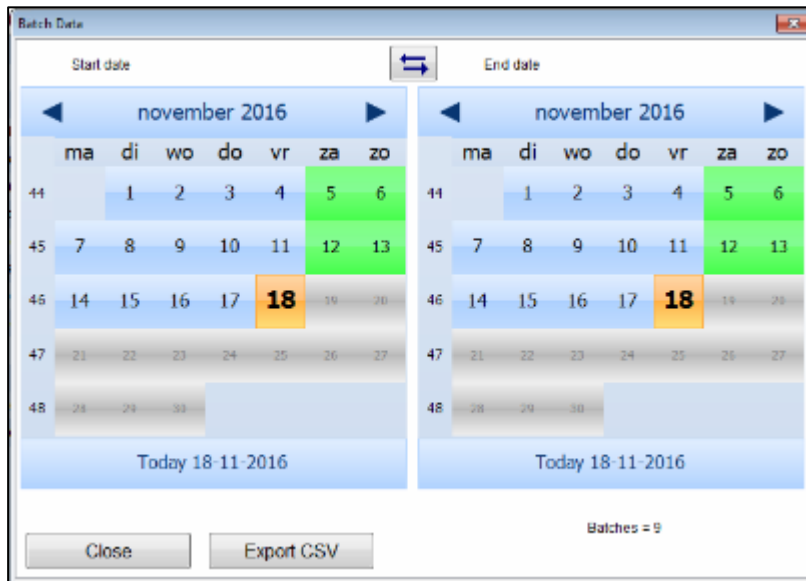 Batch Data
Start date
End date
november 2016
ma di wo do vr za zo
44 1 2 3 4 5 6
45 7 8 9 10 11 12 13
46 14 15 16 17 18 19 20
47 21 22 23 24 25 26 27
48 28 29 30
Today 18-11-2016
november 2016
ma di wo do vr za zo
44 1 2 3 4 5 6
45 7 8 9 10 11 12 13
46 14 15 16 17 18 19 20
47 21 22 23 24 25 26 27
48 28 29 30
Today 18-11-2016
Batches = 9
Close
Export CSV